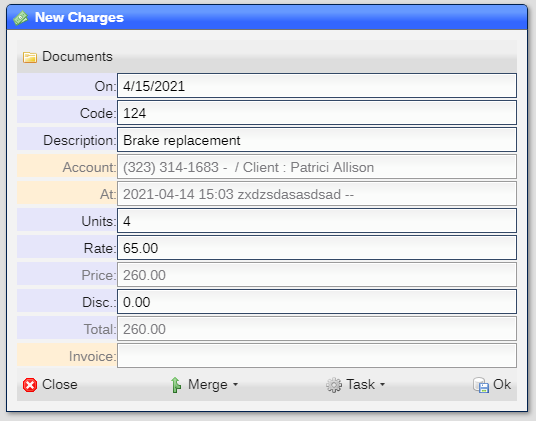 New Charges
Documents
On: 4/15/2021
Code: 124
Description: Brake replacement
Account: (323) 314-1683 -  / Client : Patrici Allison
At: 2021-04-14 15:03 zxdzsdasasdsad --
Units: 4
Rate: 65.00
Price: 260.00
Disc.: 0.00
Total: 260.00
Invoice:
Close Merge Task Ok